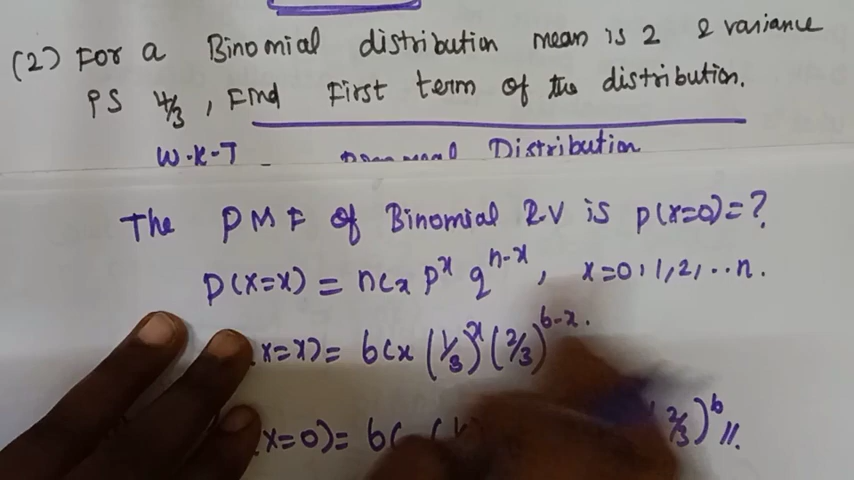 (2) For a Binomial distribution mean is 2 & variance
PS 4/3, Find First term of the distribution.
W.K.T Distribution
The PMF of Binomial R.V is p(x=0)=?
P(X=x) = nCx p^x q^n-x, x=0,1,2,..n.
x=x)= 6Cx (1/3)^x (2/3)^6-x.
x=0)= 6C (2/3)^6 //.